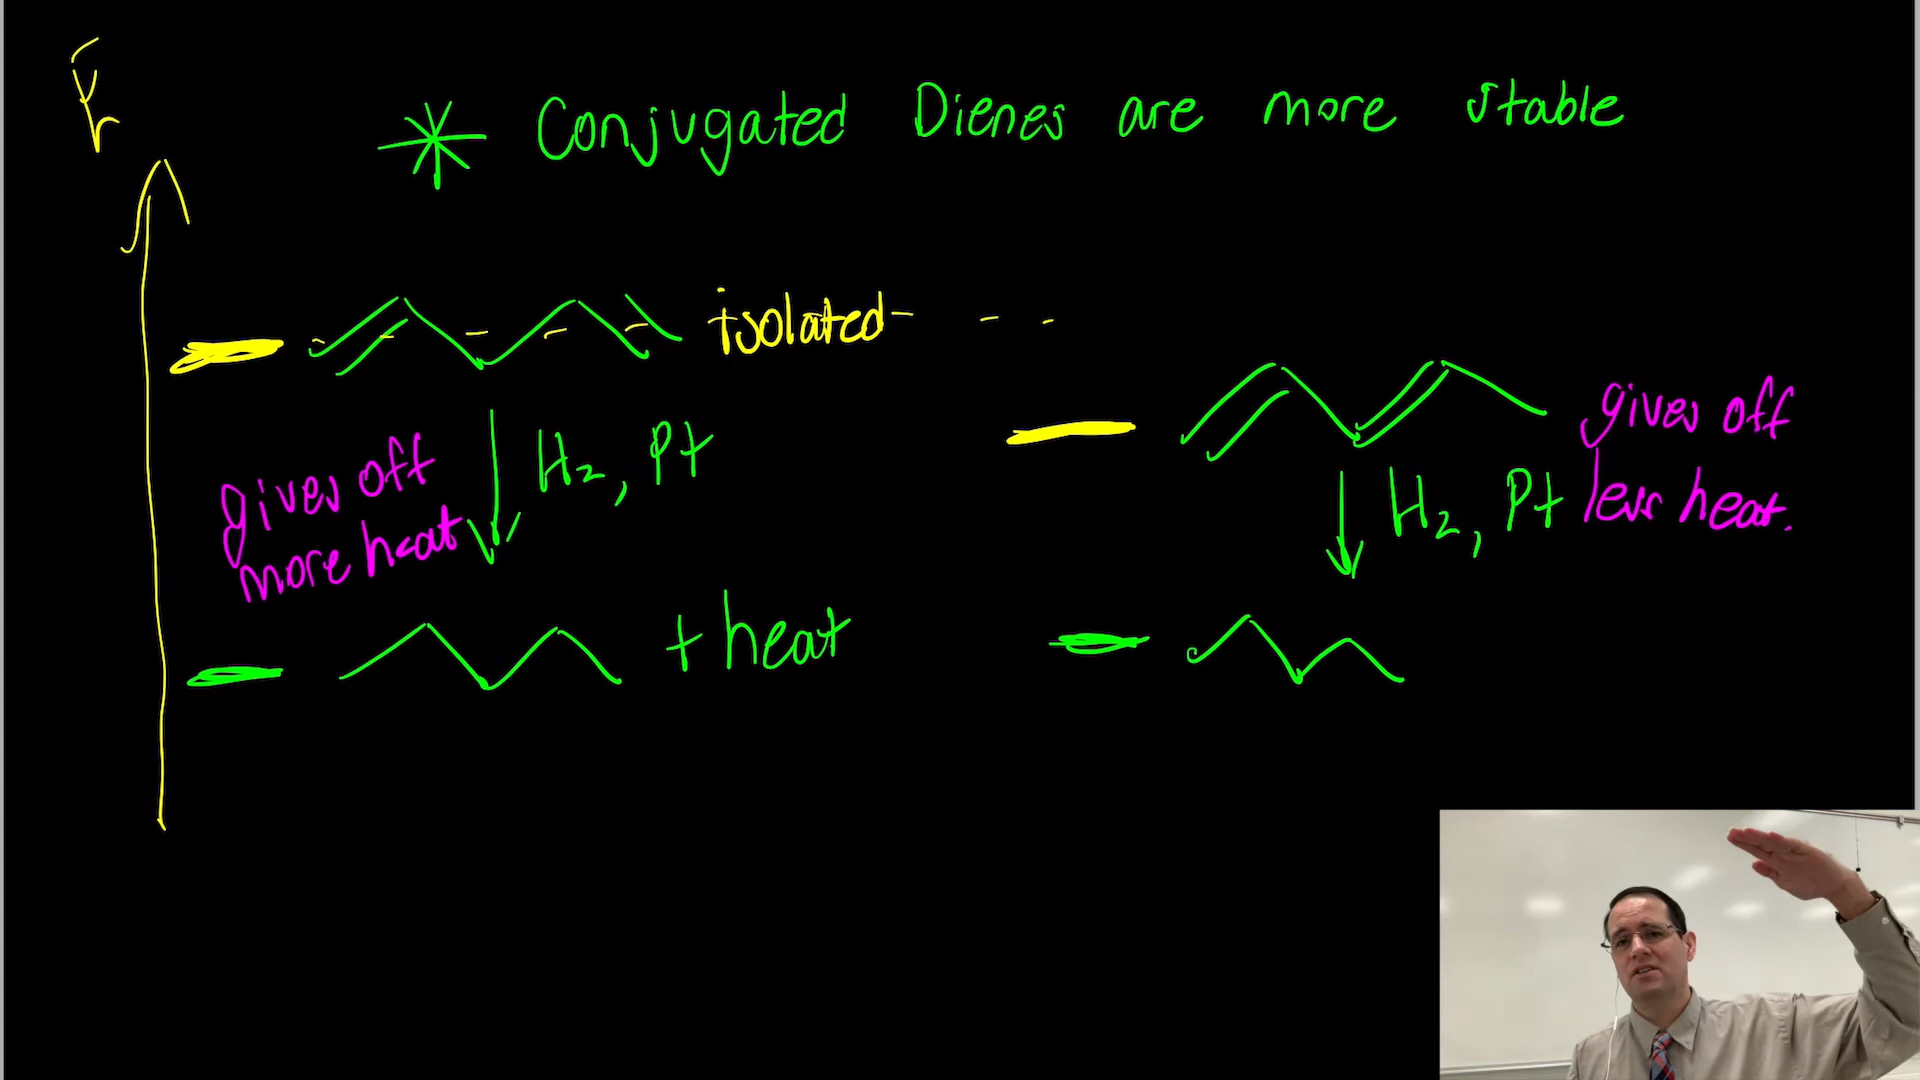 E
* Conjugated Dienes are more stable
isolated
gives off
more heat
H₂, Pt
gives off
less heat.
H₂, Pt
+ heat